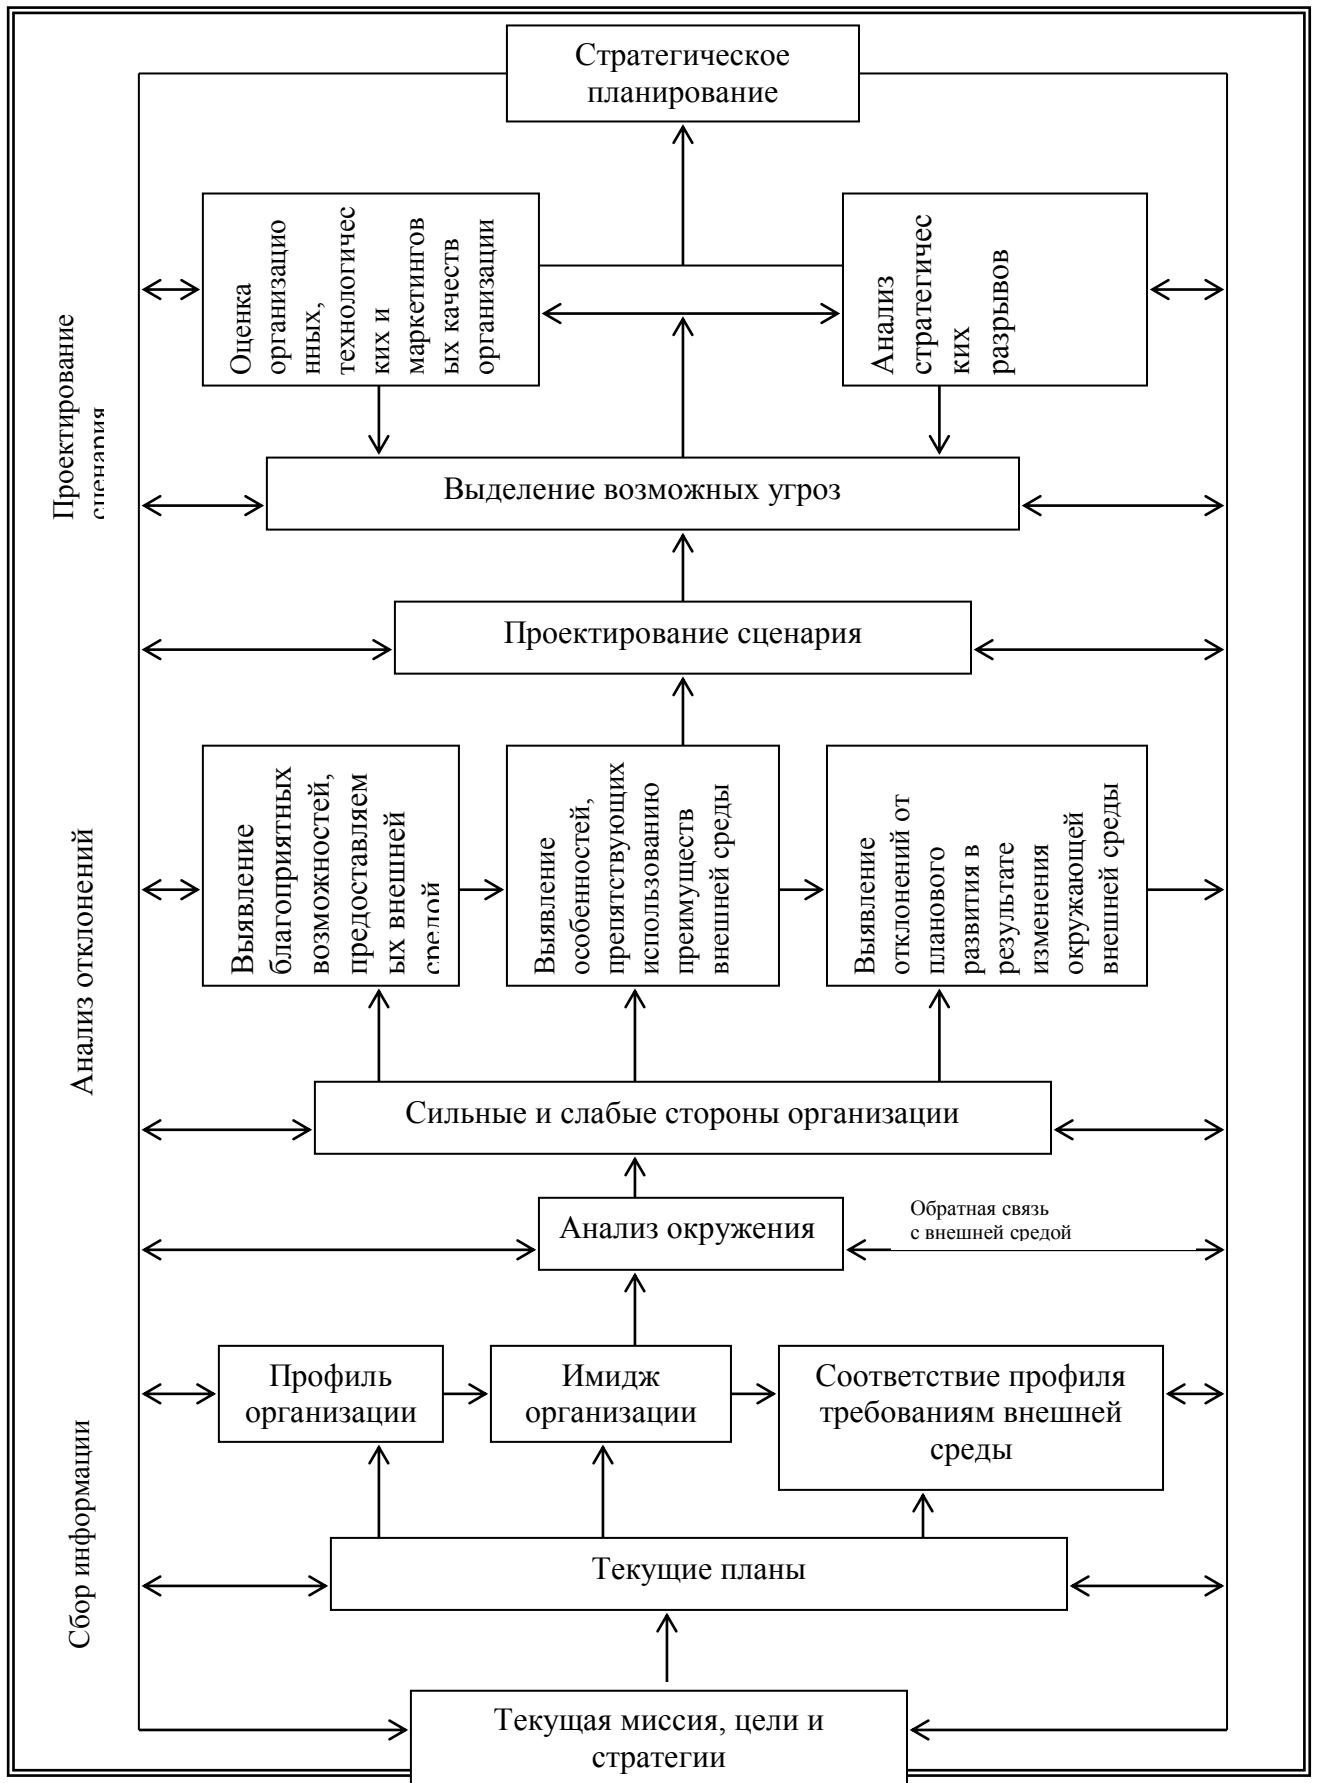 Стратегическое
планирование
Оценка
организацио
нных,
технологичес
ких и
маркетингов
ых качеств
организации
Анализ
стратегичес
ких
разрывов
Проектирование
сценария
Выделение возможных угроз
Проектирование сценария
Выявление
благоприятных
возможностей,
предоставляем
ых внешней
средой
Выявление
особенностей,
препятствующих
использованию
преимуществ
внешней среды
Выявление
отклонений от
планового
развития в
результате
изменения
окружающей
внешней среды
Анализ отклонений
Сильные и слабые стороны организации
Анализ окружения
Обратная связь
с внешней средой
Профиль
организации
Имидж
организации
Соответствие профиля
требованиям внешней
среды
Сбор информации
Текущие планы
Текущая миссия, цели и
стратегии